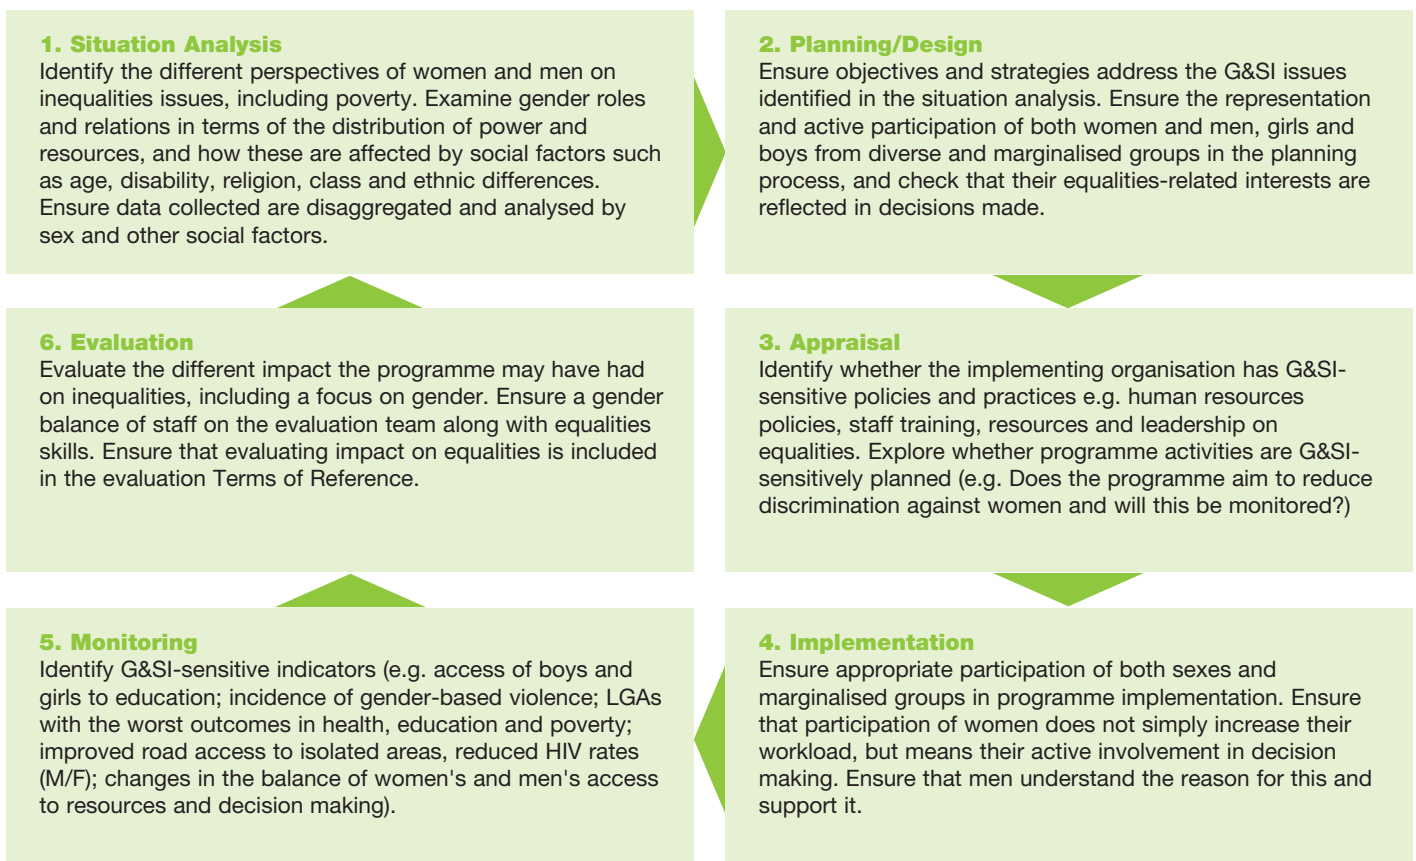 1. Situation Analysis
Identify the different perspectives of women and men on
inequalities issues, including poverty. Examine gender roles
and relations in terms of the distribution of power and
resources, and how these are affected by social factors such
as age, disability, religion, class and ethnic differences.
Ensure data collected are disaggregated and analysed by
sex and other social factors.
2. Planning/Design
Ensure objectives and strategies address the G&SI issues
identified in the situation analysis. Ensure the representation
and active participation of both women and men, girls and
boys from diverse and marginalised groups in the planning
process, and check that their equalities-related interests are
reflected in decisions made.
3. Appraisal
Identify whether the implementing organisation has G&SI-
sensitive policies and practices e.g. human resources
policies, staff training, resources and leadership on
equalities. Explore whether programme activities are G&SI-
sensitively planned (e.g. Does the programme aim to reduce
discrimination against women and will this be monitored?)
4. Implementation
Ensure appropriate participation of both sexes and
marginalised groups in programme implementation. Ensure
that participation of women does not simply increase their
workload, but means their active involvement in decision
making. Ensure that men understand the reason for this and
support it.
5. Monitoring
Identify G&SI-sensitive indicators (e.g. access of boys and
girls to education; incidence of gender-based violence; LGAs
with the worst outcomes in health, education and poverty;
improved road access to isolated areas, reduced HIV rates
(M/F); changes in the balance of women's and men's access
to resources and decision making).
6. Evaluation
Evaluate the different impact the programme may have had
on inequalities, including a focus on gender. Ensure a gender
balance of staff on the evaluation team along with equalities
skills. Ensure that evaluating impact on equalities is included
in the evaluation Terms of Reference.